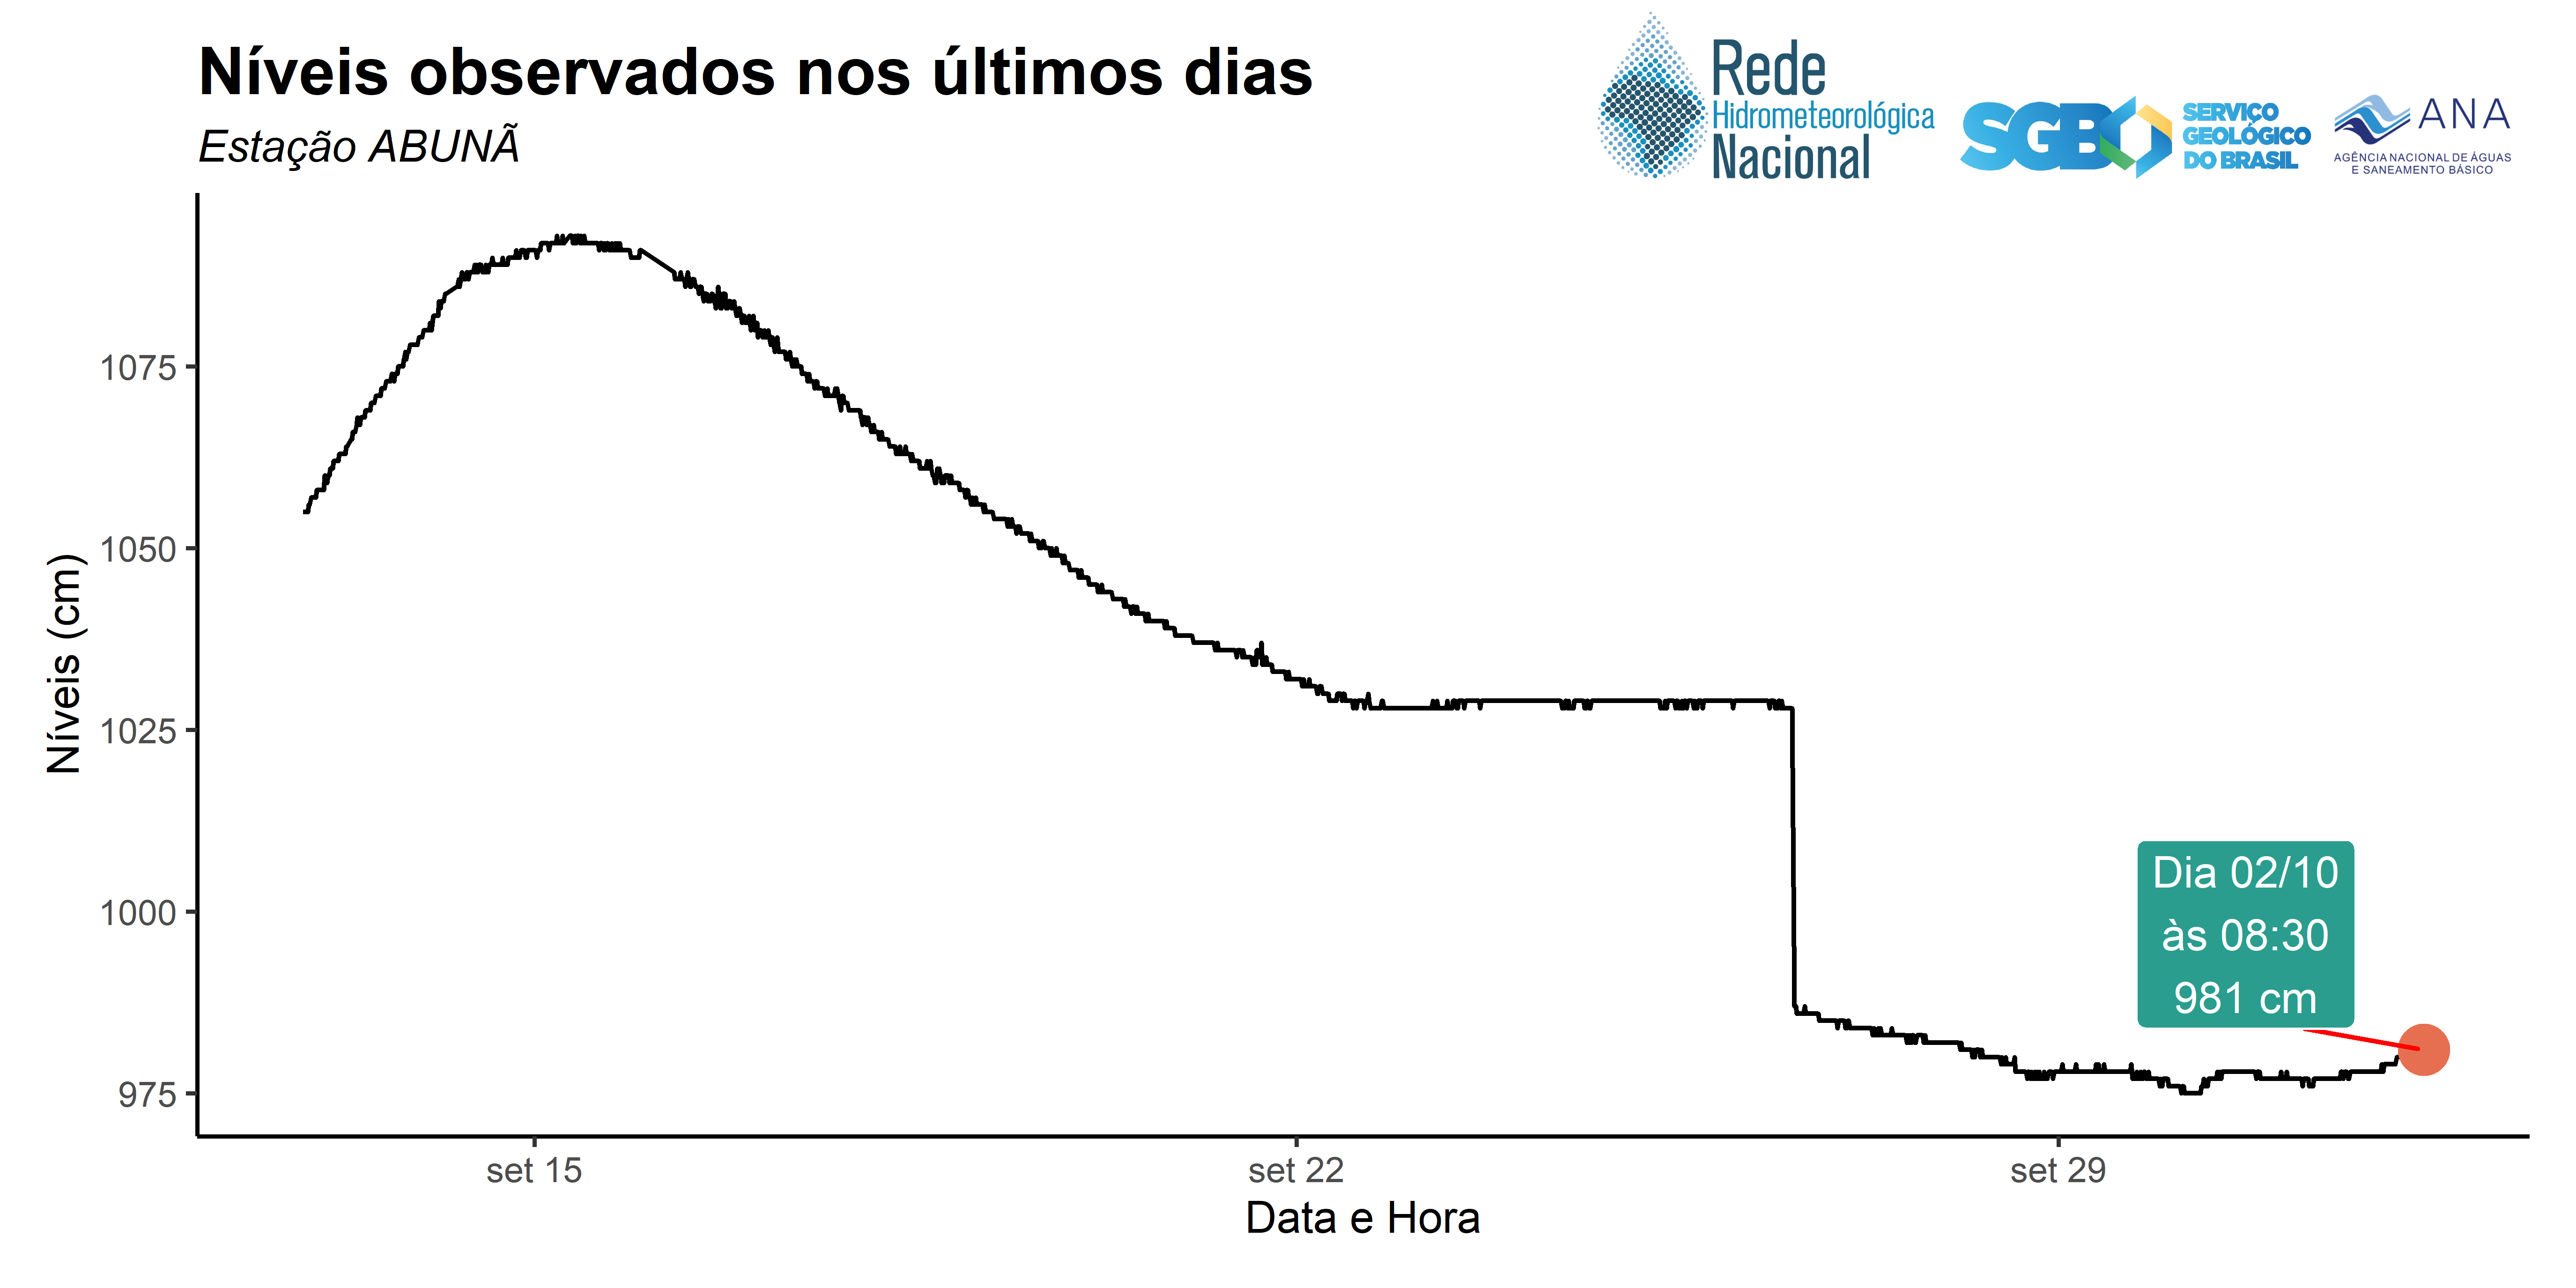 Níveis observados nos últimos dias
Estação ABUNÃ
Rede
Hidrometeorológica
Nacional
SGB
SERVIÇO
GEOLÓGICO
DO BRASIL
ANA
AGÊNCIA NACIONAL DE ÁGUAS
E SANEAMENTO BÁSICO
Níveis (cm)
1075
1050
1025
1000
975
Dia 02/10
às 08:30
981 cm
set 15
set 22
set 29
Data e Hora